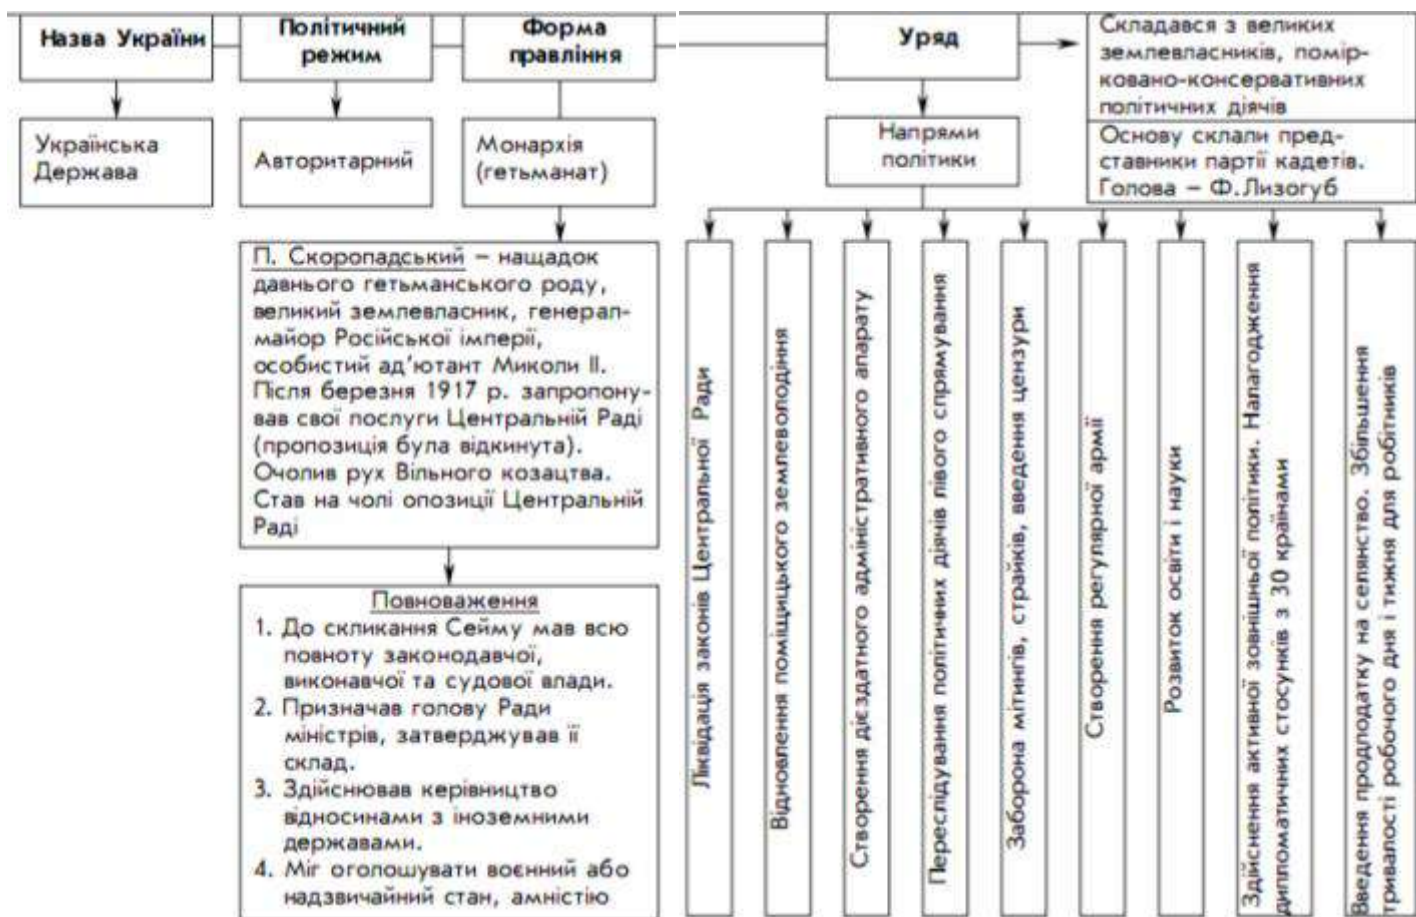 Назва України
Політичний
режим
Форма
правління
Уряд
Складався з великих
землевласників, помір-
ковано-консервативних
політичних діячів
Основу склали пред-
ставники партії кадетів.
Голова – Ф.Лизогуб
Українська
Держава
Авторитарний
Монархія
(гетьманат)
Напрями
політики
П. Скоропадський – нащадок
давнього гетьманського роду,
великий землевласник, генерал-
майор Російської імперії,
особистий ад’ютант Миколи ІІ.
Після березня 1917 р. запропону-
вав свої послуги Центральній Раді
(пропозиція була відкинута).
Очолив рух Вільного козацтва.
Став на чолі опозиції Центральній
Раді
Повноваження
1. До скликання Сейму мав всю
повноту законодавчої,
виконавчої та судової влади.
2. Призначав голову Ради
міністрів, затверджував її
склад.
3. Здійснював керівництво
відносинами з іноземними
державами.
4. Міг оголошувати воєнний або
надзвичайний стан, амністію
Ліквідація законів Центральної Ради
Відновлення поміщицького землеволодіння
Створення дієздатного адміністративного апарату
Переслідування політичних діячів лівого спрямування
Заборона мітингів, страйків, введення цензури
Створення регулярної армії
Розвиток освіти і науки
Здійснення активної зовнішньої політики. Налагодження
дипломатичних стосунків з 30 країнами
Введення продподатку на селянство. Збільшення
тривалості робочого дня і тижня для робітників